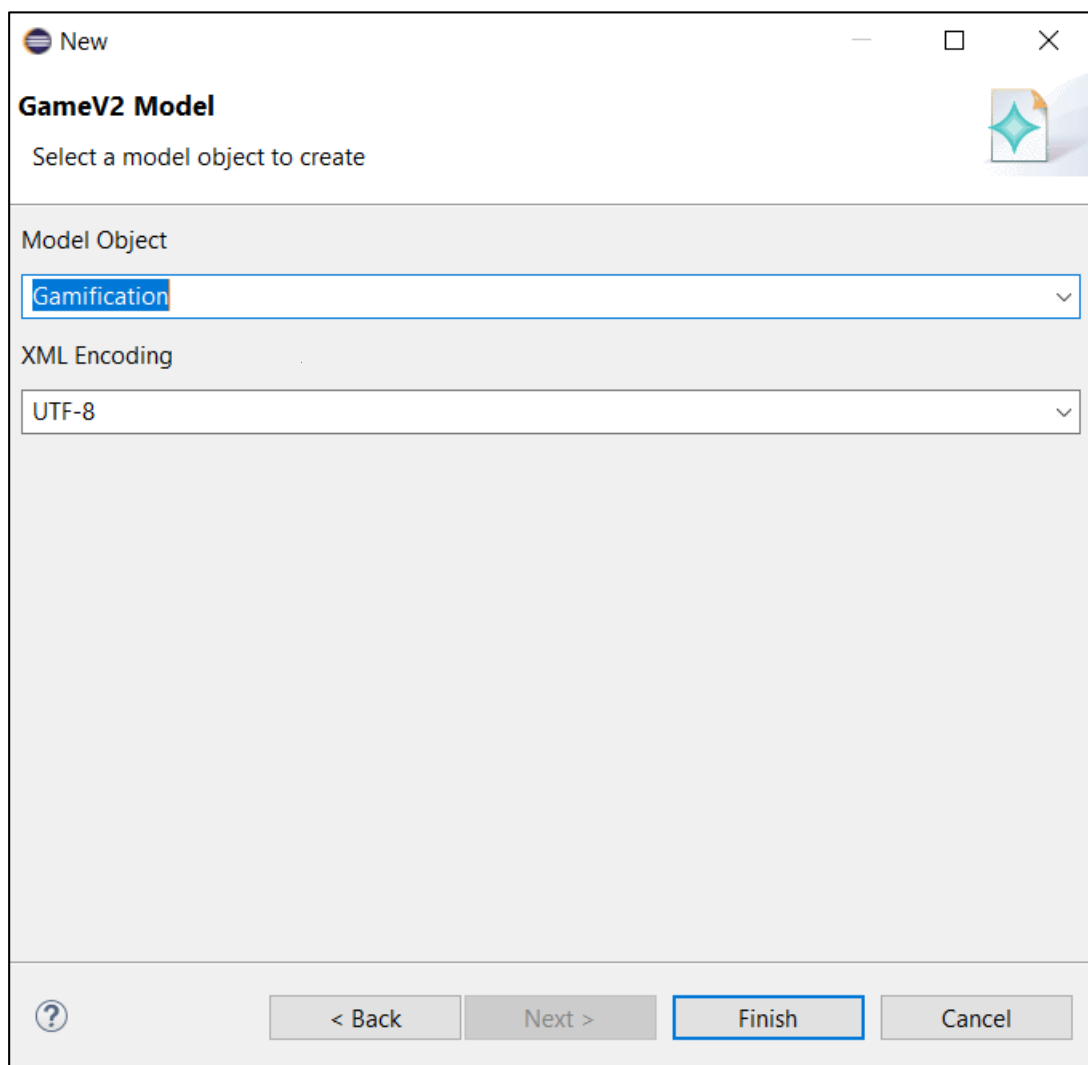 New
GameV2 Model
Select a model object to create
Model Object
Gamification
XML Encoding
UTF-8
? < Back Next > Finish Cancel